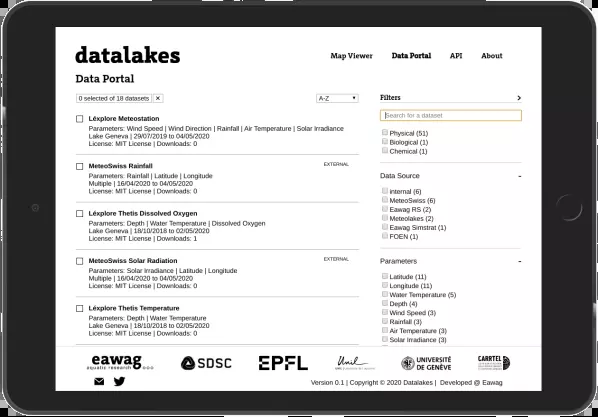 datalakes
Map Viewer Data Portal API About
Data Portal
0 selected of 18 datasets ✕
A-Z
Léxplore Meteostation
Parameters: Wind Speed | Wind Direction | Rainfall | Air Temperature | Solar Irradiance
Lake Geneva | 29/07/2019 to 04/05/2020
License: MIT License | Downloads: 0
MeteoSwiss Rainfall
EXTERNAL
Parameters: Rainfall | Latitude | Longitude
Multiple | 16/04/2020 to 04/05/2020
License: MIT License | Downloads: 0
Léxplore Thetis Dissolved Oxygen
Parameters: Depth | Water Temperature | Dissolved Oxygen
Lake Geneva | 18/10/2018 to 02/05/2020
License: MIT License | Downloads: 1
MeteoSwiss Solar Radiation
EXTERNAL
Parameters: Solar Irradiance | Latitude | Longitude
Multiple | 16/04/2020 to 04/05/2020
License: MIT License | Downloads: 0
Léxplore Thetis Temperature
Parameters: Depth | Water Temperature
Lake Geneva | 18/10/2018 to 02/05/2020
License: MIT License | Downloads: 0
Filters >
Search for a dataset
Physical (51)
Biological (1)
Chemical (1)
Data Source -
internal (6)
MeteoSwiss (6)
Eawag RS (2)
Meteolakes (2)
Eawag Simstrat (1)
FOEN (1)
Parameters -
Latitude (11)
Longitude (11)
Water Temperature (5)
Depth (4)
Wind Speed (3)
Rainfall (3)
Air Temperature (3)
Solar Irradiance (3)
eawag
aquatic research
SDSC
EPFL
Unil
UNIVERSITÉ
DE GENÈVE
CARRTEL
Version 0.1 | Copyright © 2020 Datalakes | Developed @ Eawag